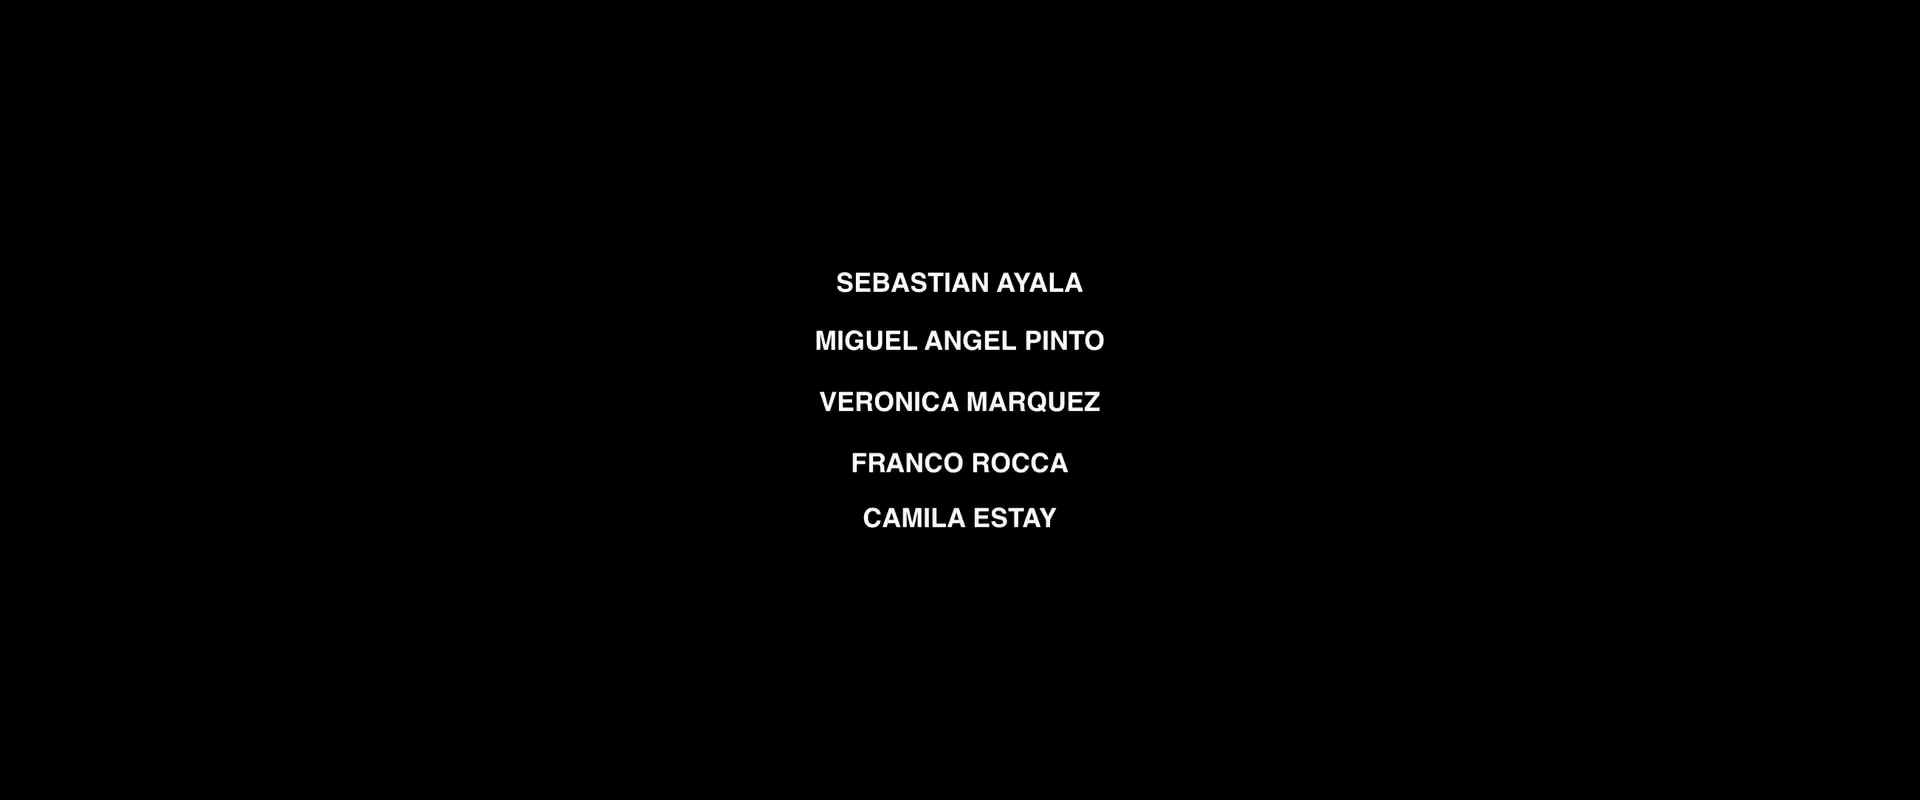 SEBASTIAN AYALA
MIGUEL ANGEL PINTO
VERONICA MARQUEZ
FRANCO ROCCA
CAMILA ESTAY